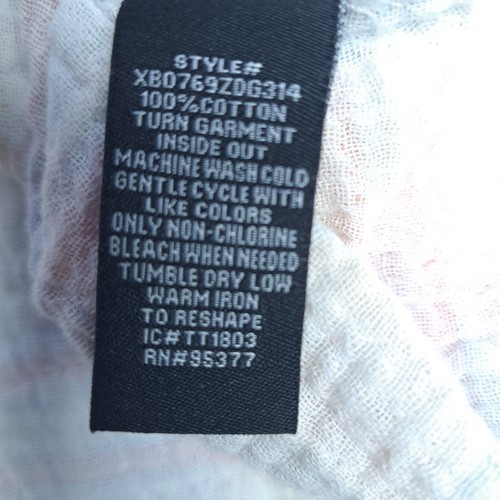 STYLE#
XB0769ZDG314
100%COTTON
TURN GARMENT
INSIDE OUT
MACHINE WASH COLD
GENTLE CYCLE WITH
LIKE COLORS
ONLY NON-CHLORINE
BLEACH WHEN NEEDED
TUMBLE DRY LOW
WARM IRON
TO RESHAPE
IC#TT1803
RN#95377